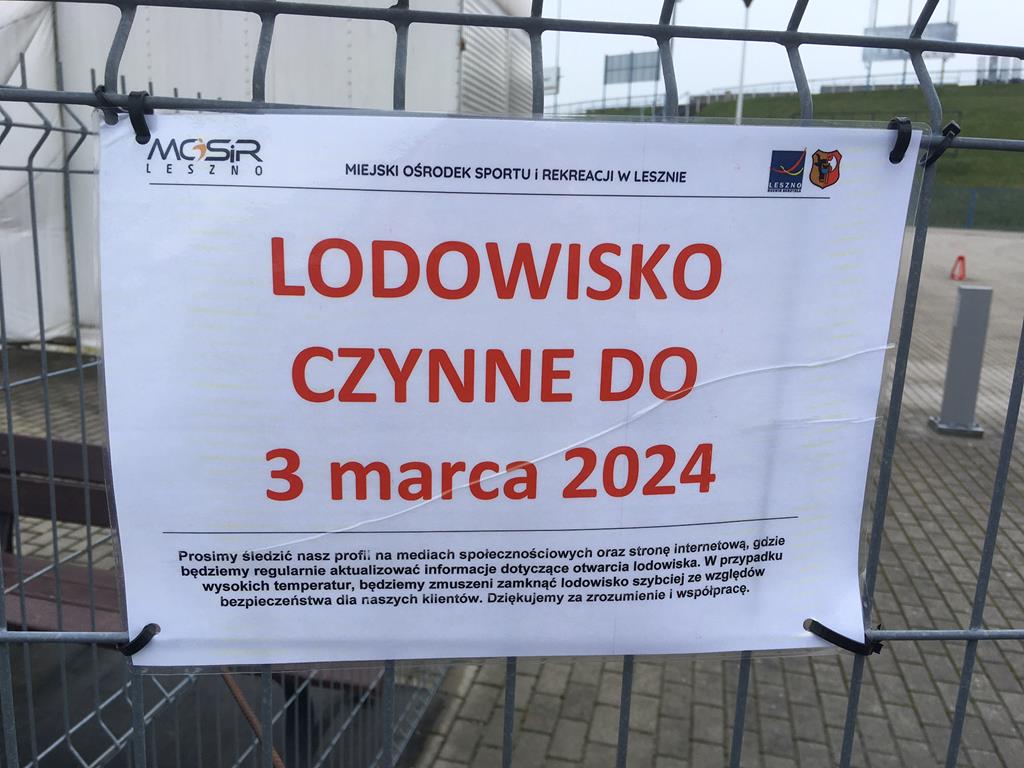 MOSiR
LESZNO
MIEJSKI OŚRODEK SPORTU i REKREACJI W LESZNIE
LESZNO
LODOWISKO
CZYNNE DO
3 marca 2024
Prosimy śledzić nasz profil na mediach społecznościowych oraz stronę internetową, gdzie
będziemy regularnie aktualizować informacje dotyczące otwarcia lodowiska. W przypadku
wysokich temperatur, będziemy zmuszeni zamknąć lodowisko szybciej ze względów
bezpieczeństwa dla naszych klientów. Dziękujemy za zrozumienie i współpracę.